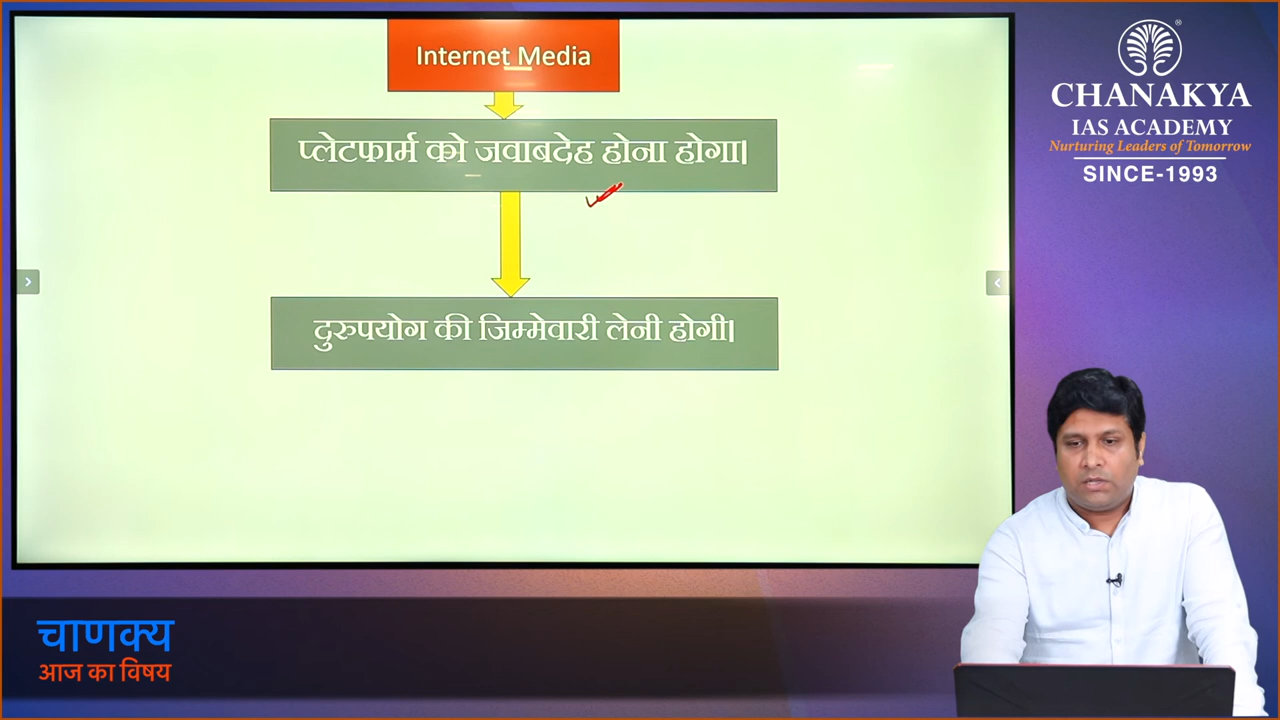 Internet Media
प्लेटफार्म को जवाबदेह होना होगा।
दुरुपयोग की जिम्मेवारी लेनी होगी।
®
CHANAKYA
IAS ACADEMY
Nurturing Leaders of Tomorrow
SINCE-1993
चाणक्य
आज का विषय